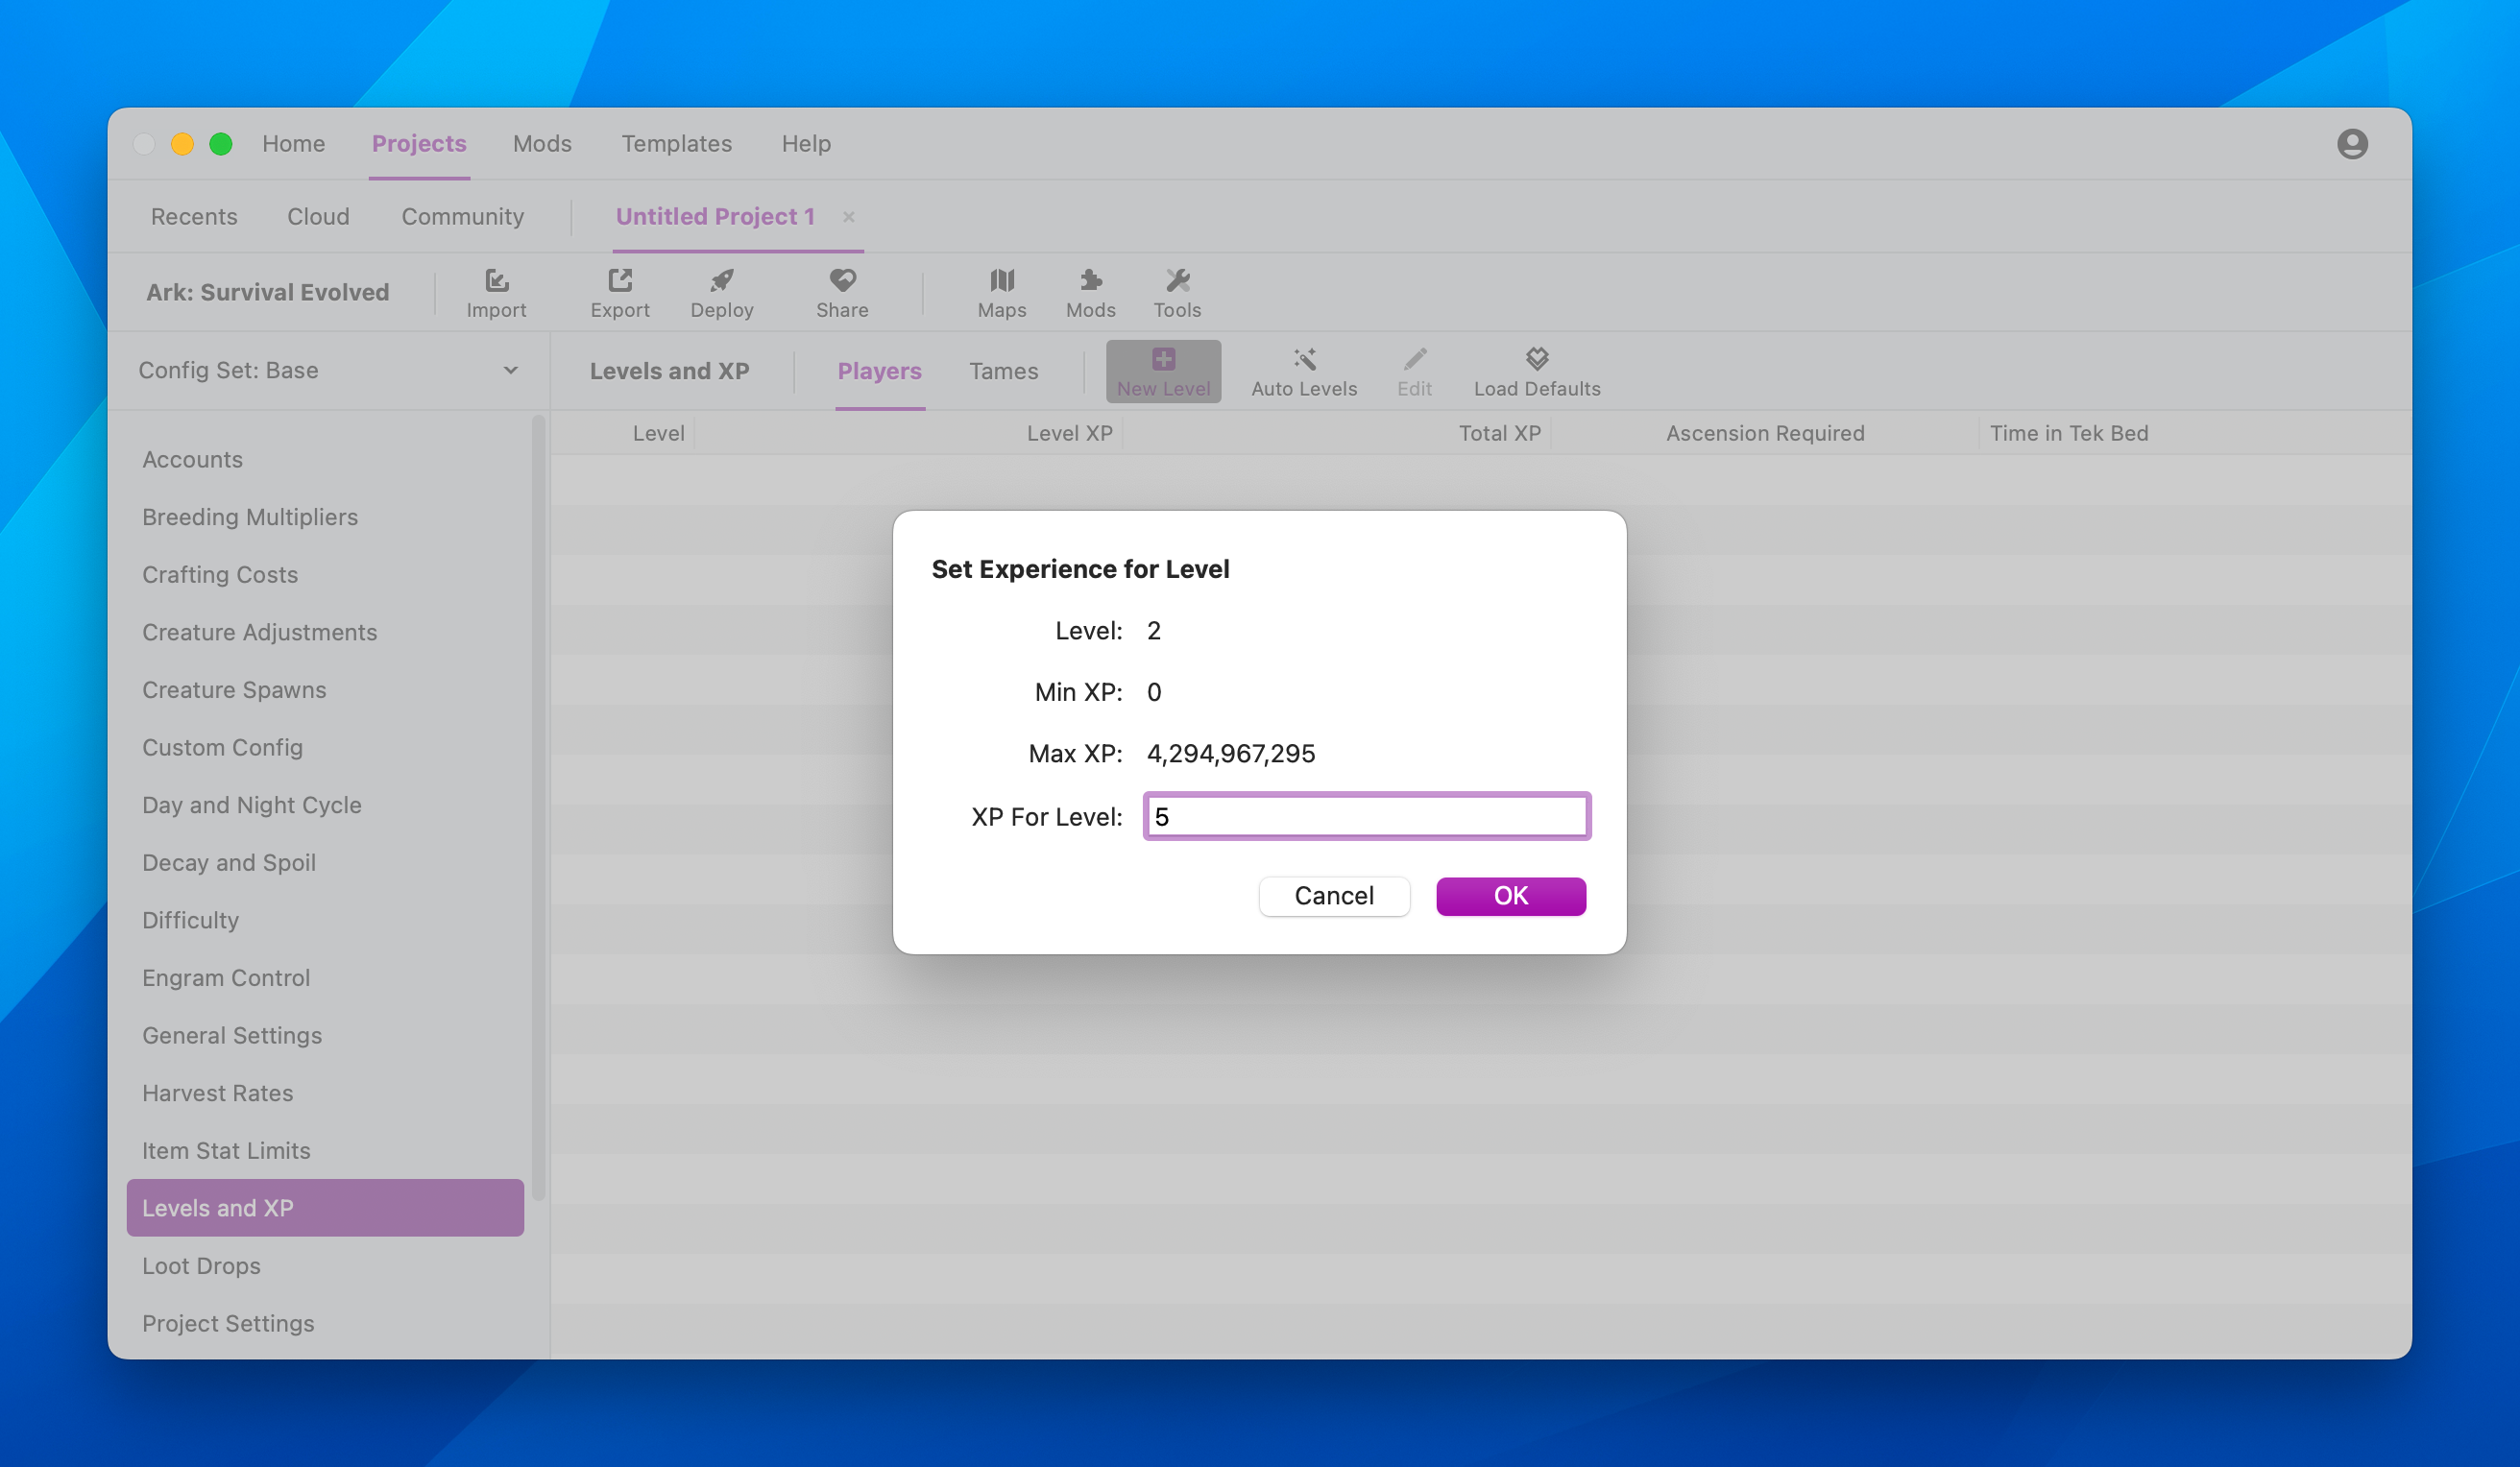 Home Projects Mods Templates Help
Recents Cloud Community Untitled Project 1 ×
Ark: Survival Evolved Import Export Deploy Share Maps Mods Tools
Config Set: Base Levels and XP Players Tames New Level Auto Levels Edit Load Defaults
Level Level XP Total XP Ascension Required Time in Tek Bed
Accounts
Breeding Multipliers
Crafting Costs
Creature Adjustments
Creature Spawns
Custom Config
Day and Night Cycle
Decay and Spoil
Difficulty
Engram Control
General Settings
Harvest Rates
Item Stat Limits
Levels and XP
Loot Drops
Project Settings
Set Experience for Level
Level: 2
Min XP: 0
Max XP: 4,294,967,295
XP For Level: 5
Cancel OK